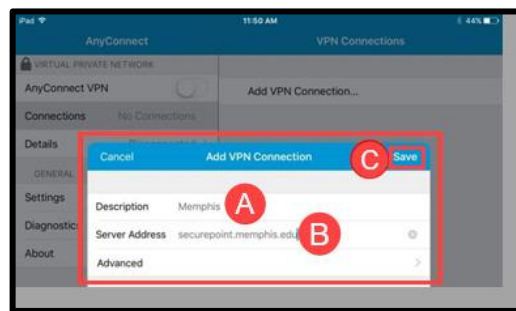 iPad 11:50 AM 44%
AnyConnect VPN Connections
VIRTUAL PRIVATE NETWORK
AnyConnect VPN Add VPN Connection...
Connections No Connections
Details
Cancel Add VPN Connection C Save
GENERAL
Settings
Description Memphis A
Diagnostics
Server Address securepoint.memphis.edu B
About
Advanced